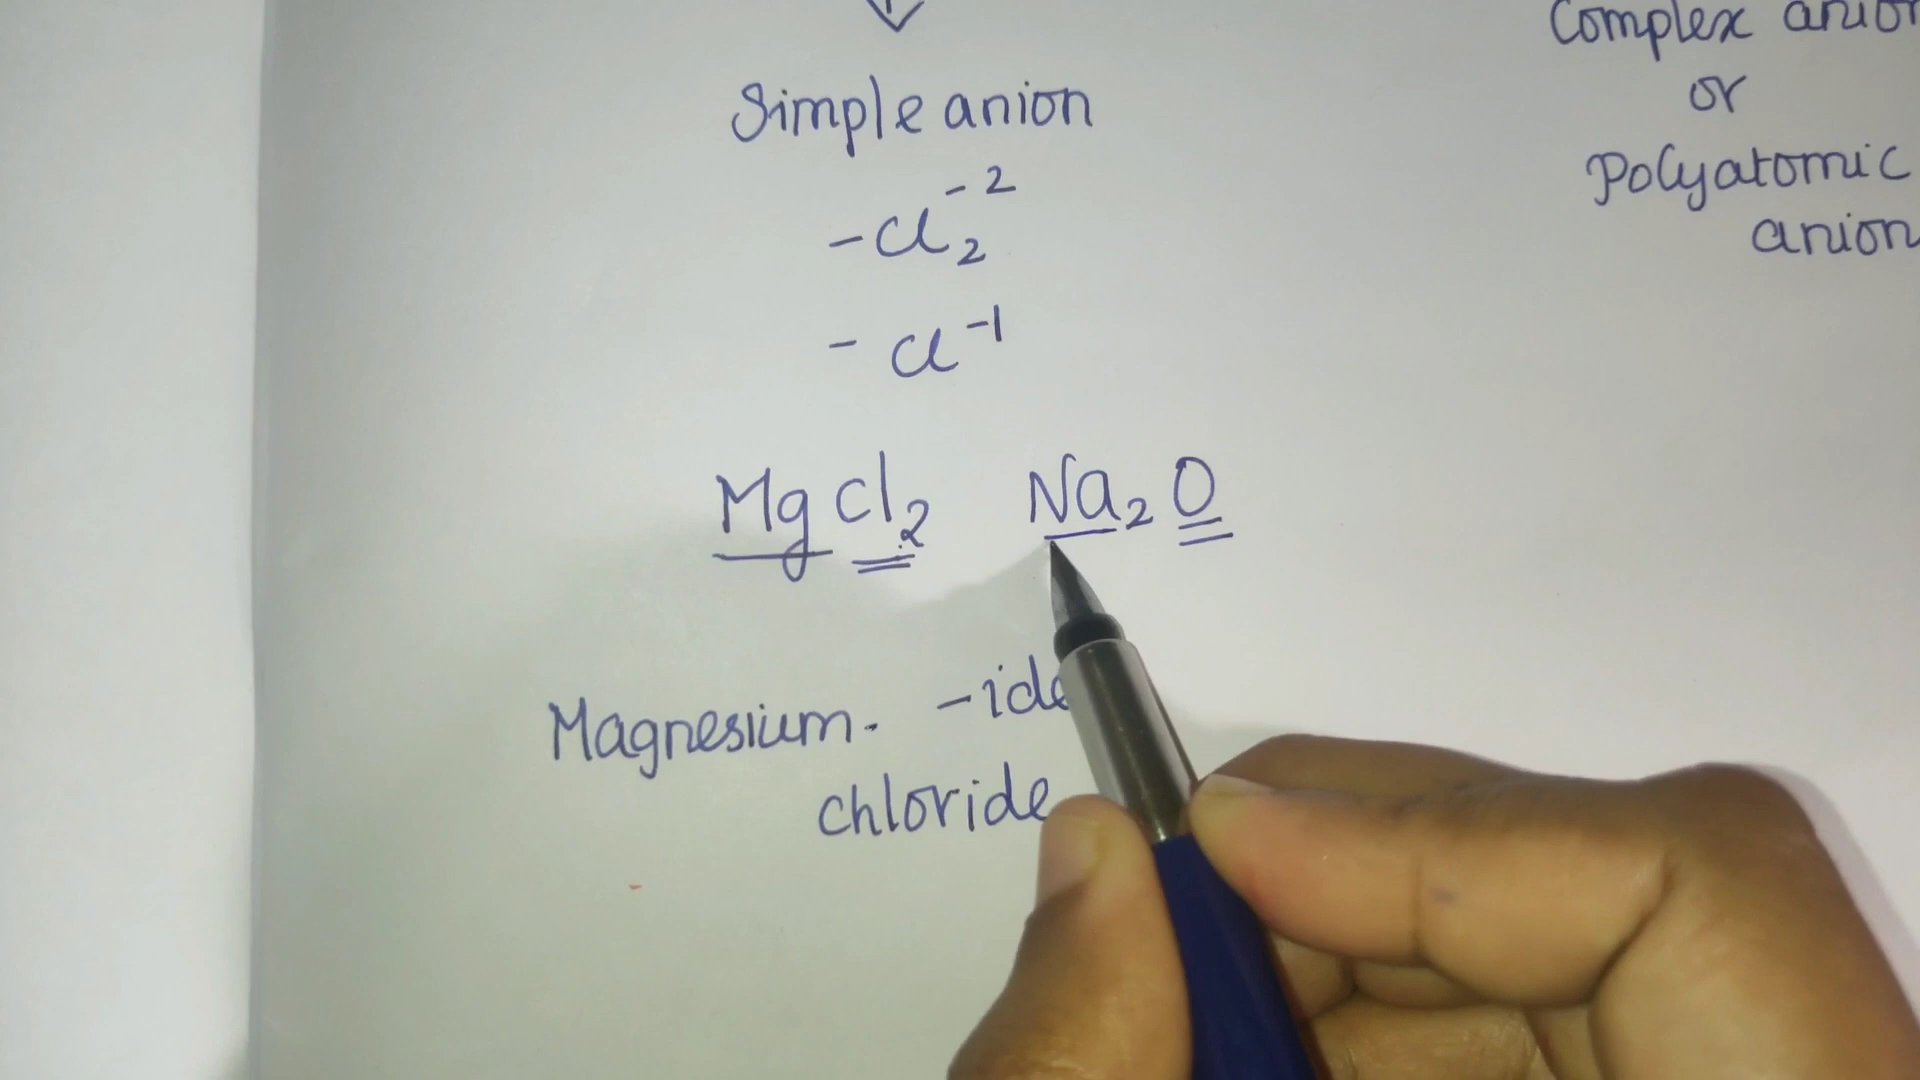 Simple anion
- Cl₂⁻²
- Cl⁻¹
MgCl₂ Na₂O
Magnesium. -ide
chloride
Complex anion
or
Polyatomic
anion